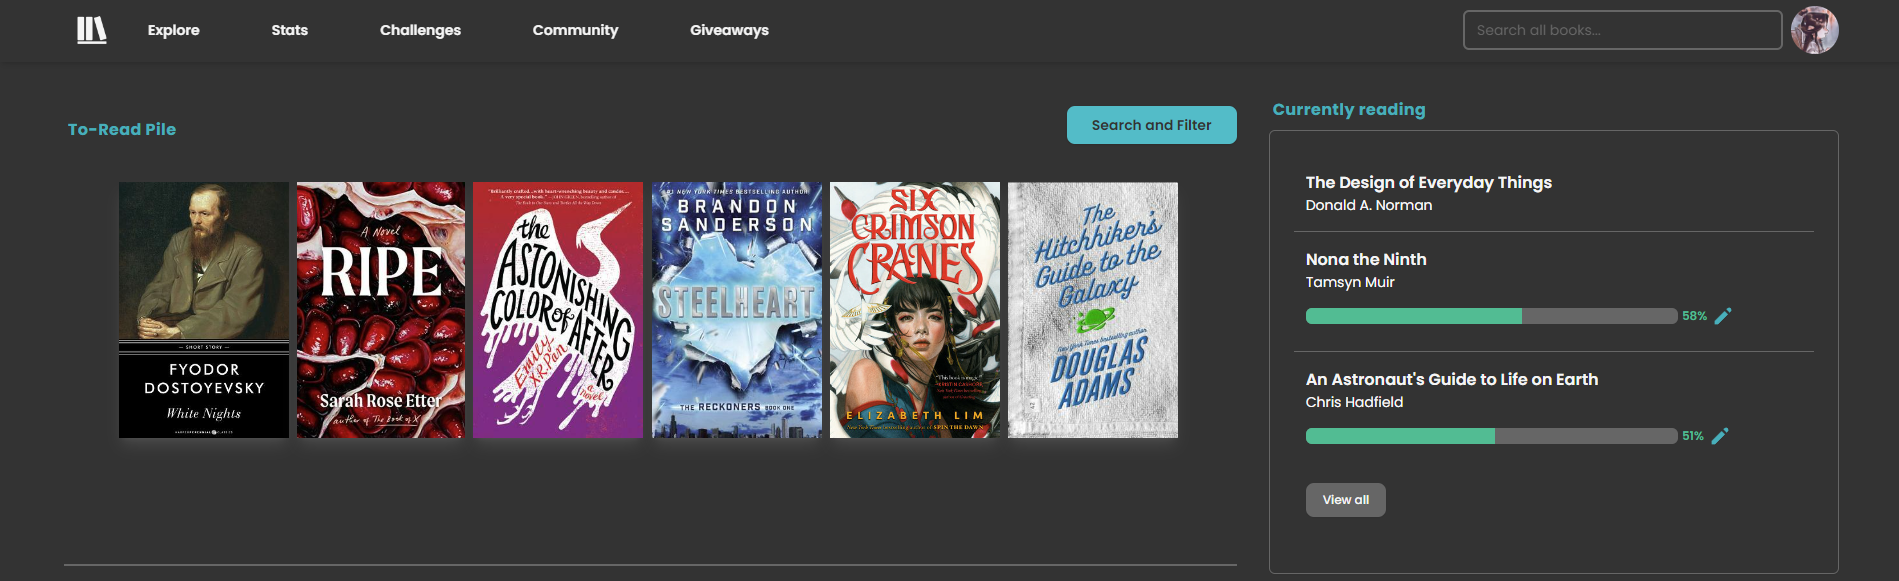 Explore
Stats
Challenges
Community
Giveaways
Search all books...
To-Read Pile
Search and Filter
SHORT STORY
FYODOR
DOSTOYEVSKY
White Nights
A Novel
RIPE
Sarah Rose Etter
author of The Book of X
the
ASTONISHING
COLOR of
AFTER
Emily
X.R. Pan
a novel
#1 NEW YORK TIMES BESTSELLING AUTHOR
BRANDON
SANDERSON
STEELHEART
THE RECKONERS BOOK ONE
SIX
CRIMSON
CRANES
"This book is magic."
ELIZABETH LIM
New York Times bestselling author of SPIN THE DAWN
The
Hitchhiker's
Guide to the
Galaxy
New York Times bestselling author
DOUGLAS
ADAMS
Currently reading
The Design of Everyday Things
Donald A. Norman
Nona the Ninth
Tamsyn Muir
58%
An Astronaut's Guide to Life on Earth
Chris Hadfield
51%
View all